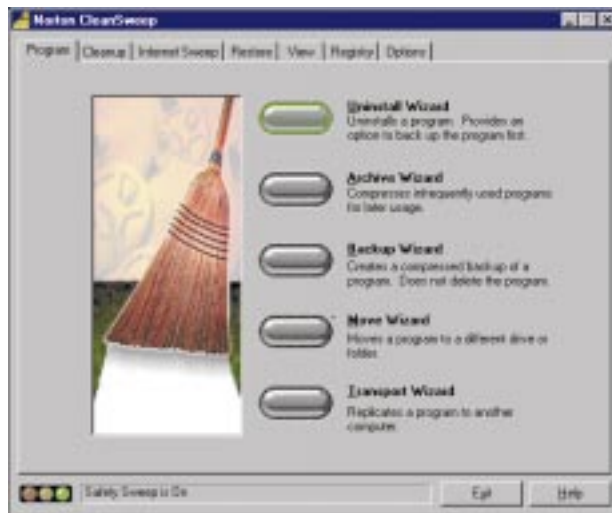 Norton CleanSweep
Program Cleanup Internet Sweep Restore View Registry Options
Uninstall Wizard
Uninstalls a program. Provides an
option to back up the program first.
Archive Wizard
Compresses infrequently used programs
for later usage.
Backup Wizard
Creates a compressed backup of a
program. Does not delete the program.
Move Wizard
Moves a program to a different drive or
folder.
Transport Wizard
Replicates a program to another
computer.
Safety Sweep is On
Exit
Help